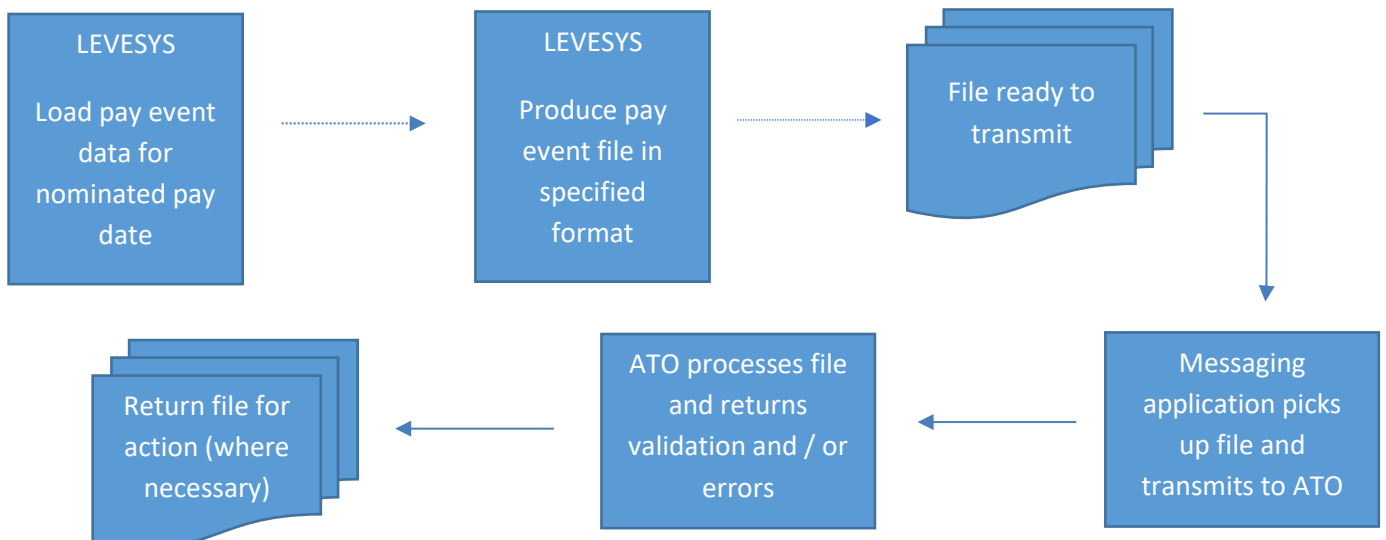 LEVESYS
Load pay event
data for
nominated pay
date
LEVESYS
Produce pay
event file in
specified
format
File ready to
transmit
Messaging
application picks
up file and
transmits to ATO
ATO processes file
and returns
validation and / or
errors
Return file for
action (where
necessary)